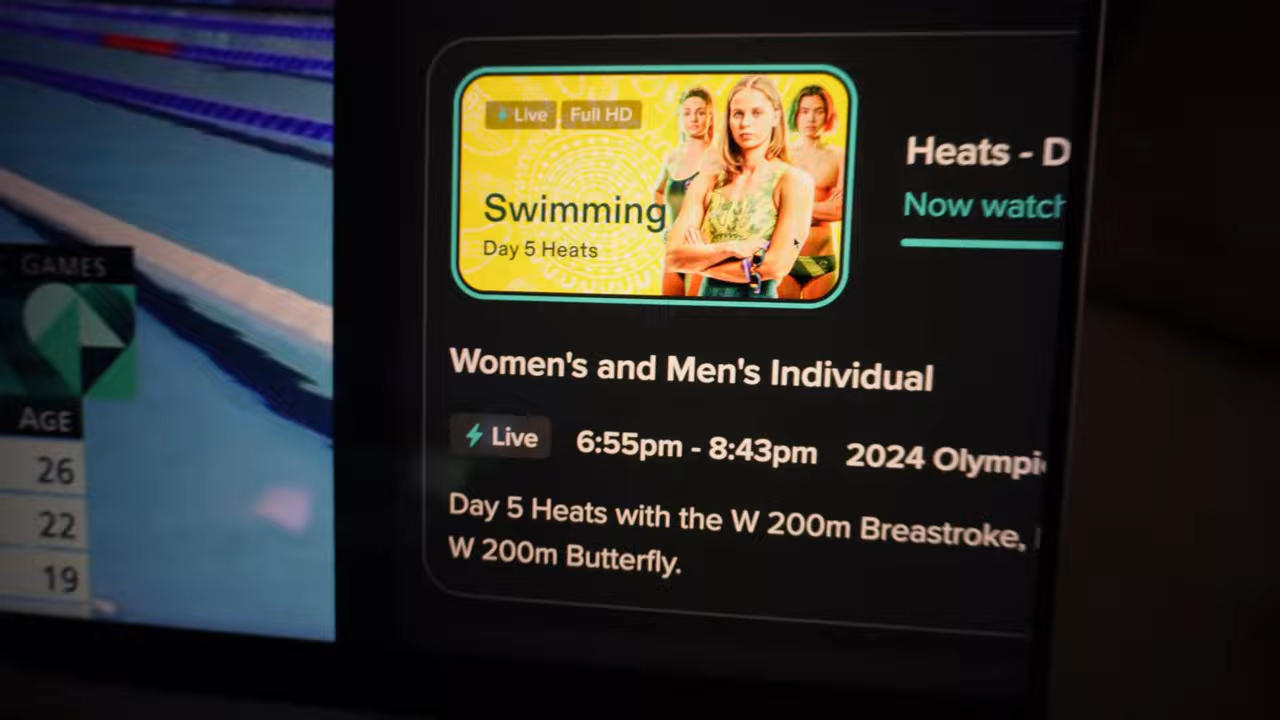 GAMES
AGE
26
22
19
Live
Full HD
Swimming
Day 5 Heats
Heats - D
Now watch
Women's and Men's Individual
Live 6:55pm - 8:43pm 2024 Olympi
Day 5 Heats with the W 200m Breastroke,
W 200m Butterfly.